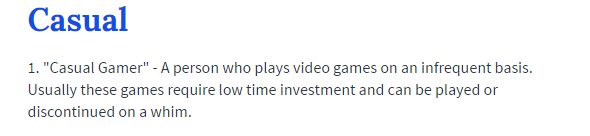 Casual
1. "Casual Gamer" - A person who plays video games on an infrequent basis.
Usually these games require low time investment and can be played or
discontinued on a whim.